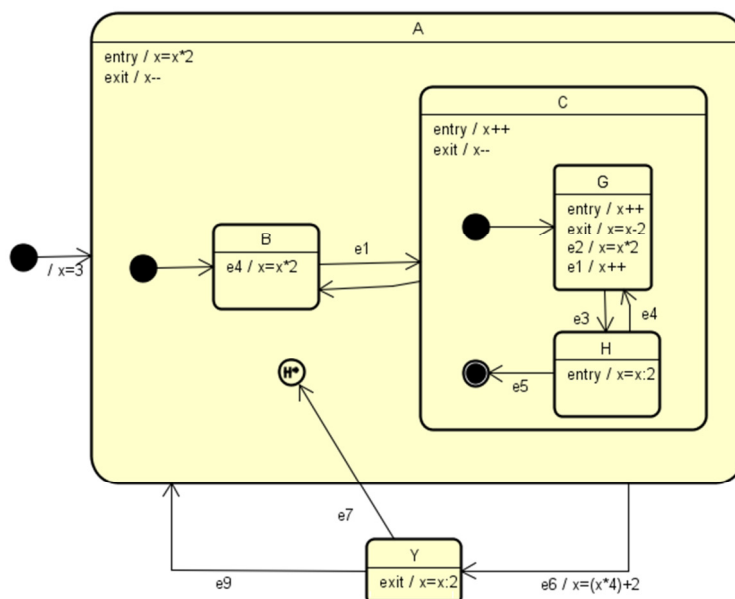 A
entry / x=x*2
exit / x--
C
entry / x++
exit / x--
G
entry / x++
exit / x=x-2
e2 / x=x*2
e1 / x++
/ x=3
B
e4 / x=x*2
e1
e3
e4
H
entry / x=x:2
e5
H*
e7
Y
exit / x=x:2
e9
e6 / x=(x*4)+2